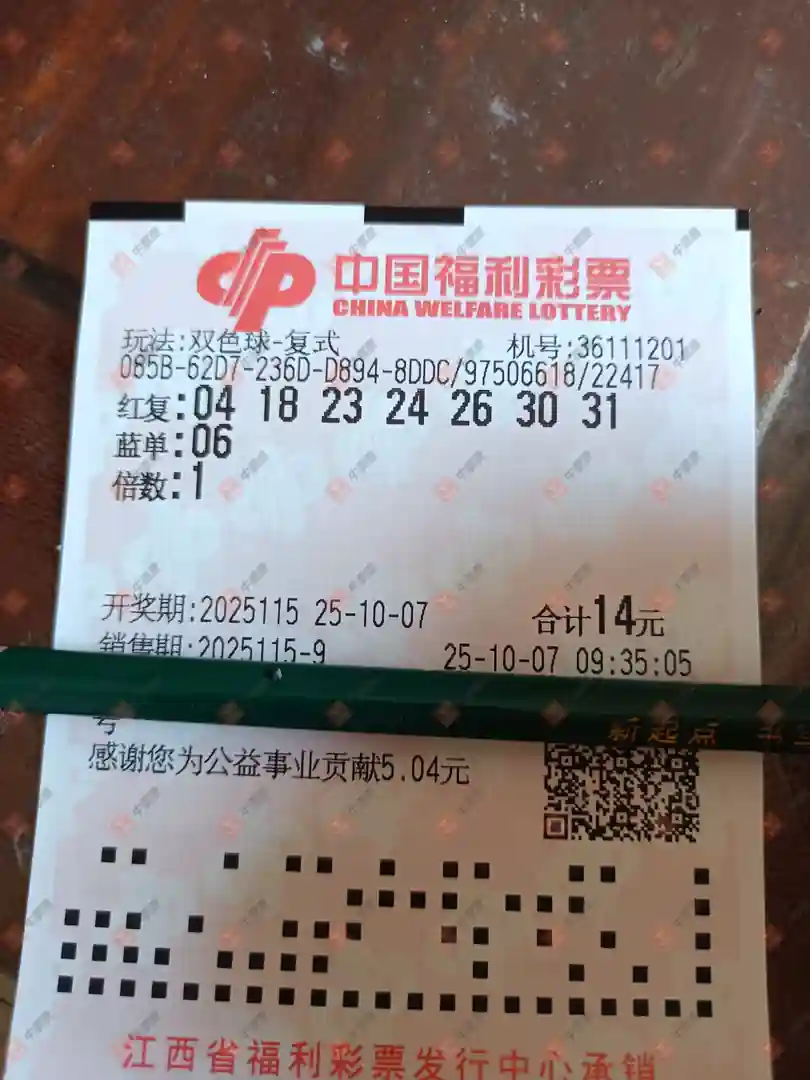 中国福利彩票
CHINA WELFARE LOTTERY
玩法:双色球-复式 机号:36111201
085B-62D7-236D-D894-8DDC/97506618/22417
红复:04 18 23 24 26 30 31
蓝单:06
倍数:1
开奖期:2025115 25-10-07 合计14元
销售期:2025115-9 25-10-07 09:35:05
新起点
号
感谢您为公益事业贡献5.04元
江西省福利彩票发行中心承销